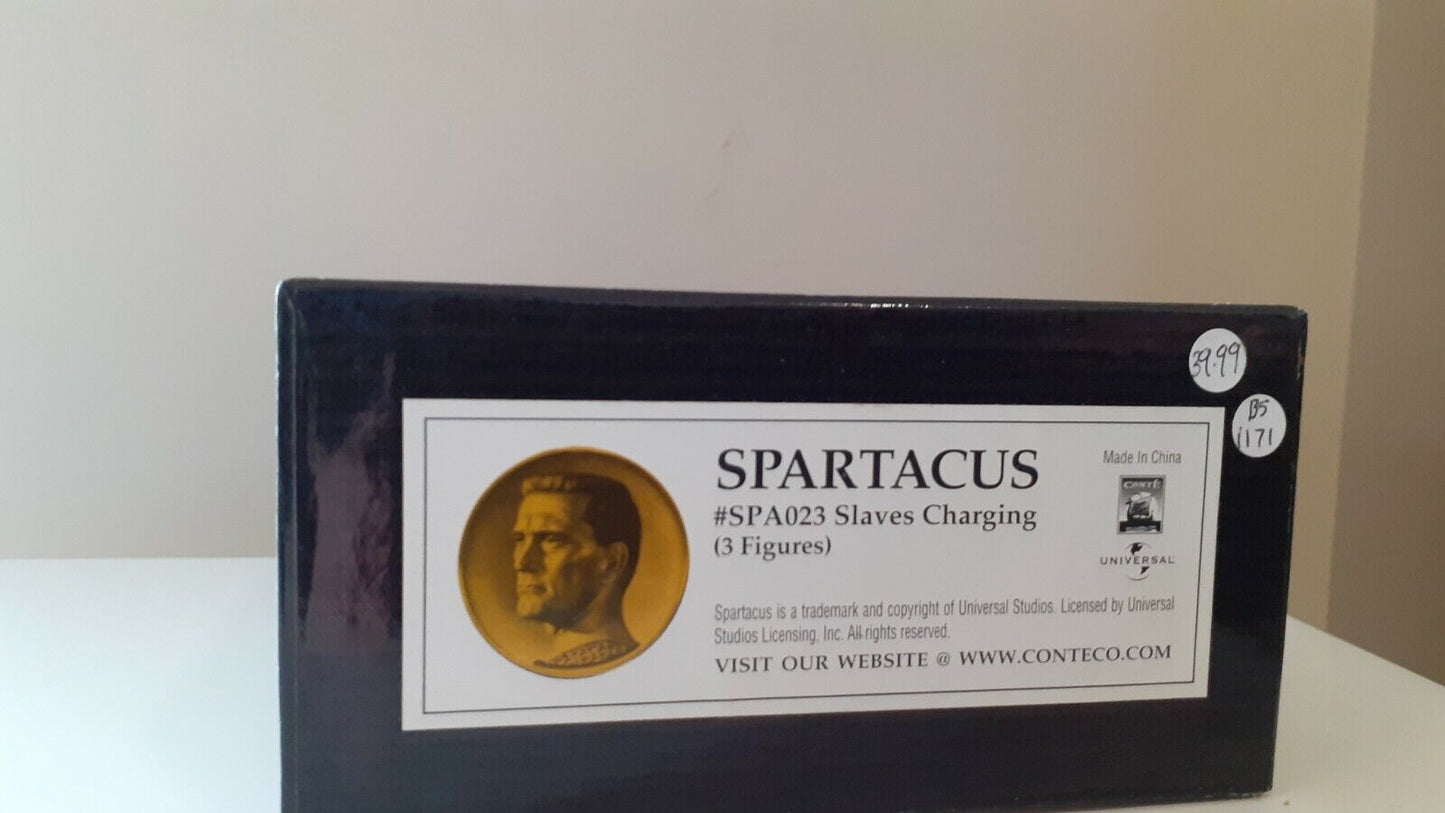 39.99
B5
1171
SPARTACUS
#SPA023 Slaves Charging
(3 Figures)
Made In China
CONTÉ
UNIVERSAL
Spartacus is a trademark and copyright of Universal Studios. Licensed by Universal
Studios Licensing, Inc. All rights reserved.
VISIT OUR WEBSITE @ WWW.CONTECO.COM